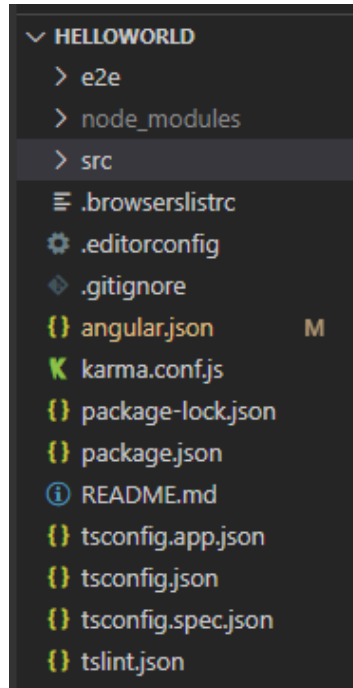 HELLOWORLD
e2e
node_modules
src
.browserslistrc
.editorconfig
.gitignore
{} angular.json M
karma.conf.js
{} package-lock.json
{} package.json
README.md
{} tsconfig.app.json
{} tsconfig.json
{} tsconfig.spec.json
{} tslint.json